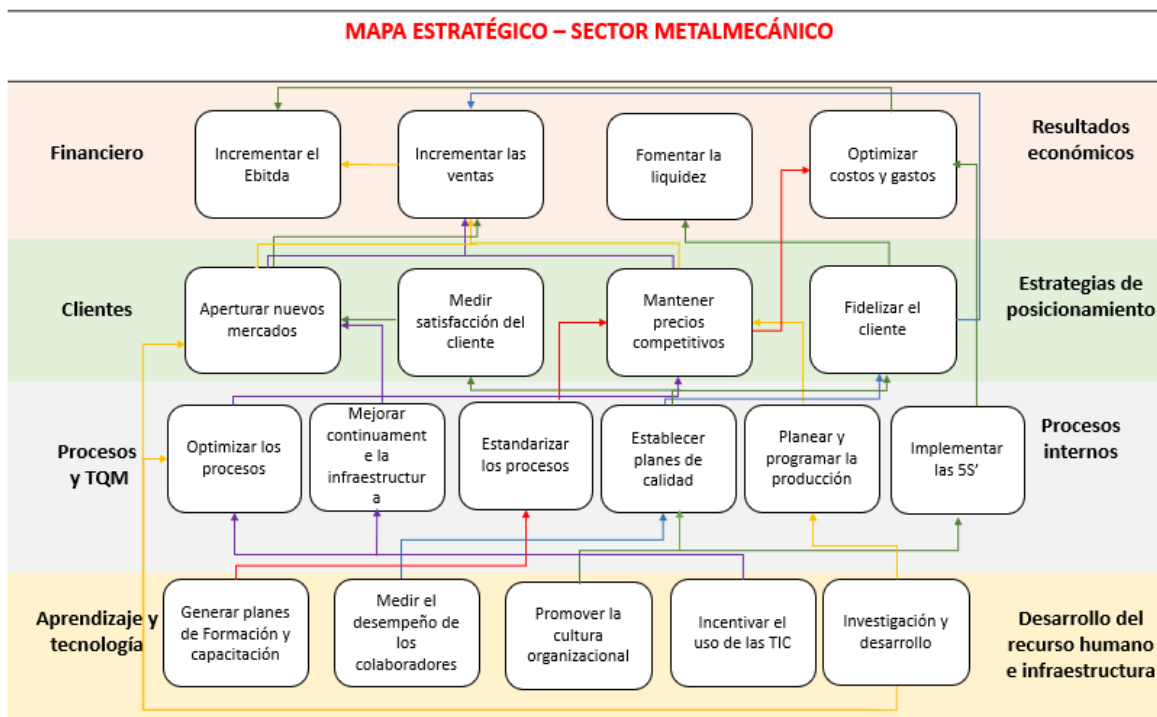 MAPA ESTRATÉGICO – SECTOR METALMECÁNICO
Financiero
Incrementar el
Ebitda
Incrementar las
ventas
Fomentar la
liquidez
Optimizar
costos y gastos
Resultados
económicos
Clientes
Aperturar nuevos
mercados
Medir
satisfacción del
cliente
Mantener
precios
competitivos
Fidelizar el
cliente
Estrategias de
posicionamiento
Procesos
y TQM
Optimizar los
procesos
Mejorar
continuament
e la
infraestructur
a
Estandarizar
los procesos
Establecer
planes de
calidad
Planear y
programar la
producción
Implementar
las 5S’
Procesos
internos
Aprendizaje y
tecnología
Generar planes
de Formación y
capacitación
Medir el
desempeño de
los
colaboradores
Promover la
cultura
organizacional
Incentivar el
uso de las TIC
Investigación y
desarrollo
Desarrollo del
recurso humano
e infraestructura